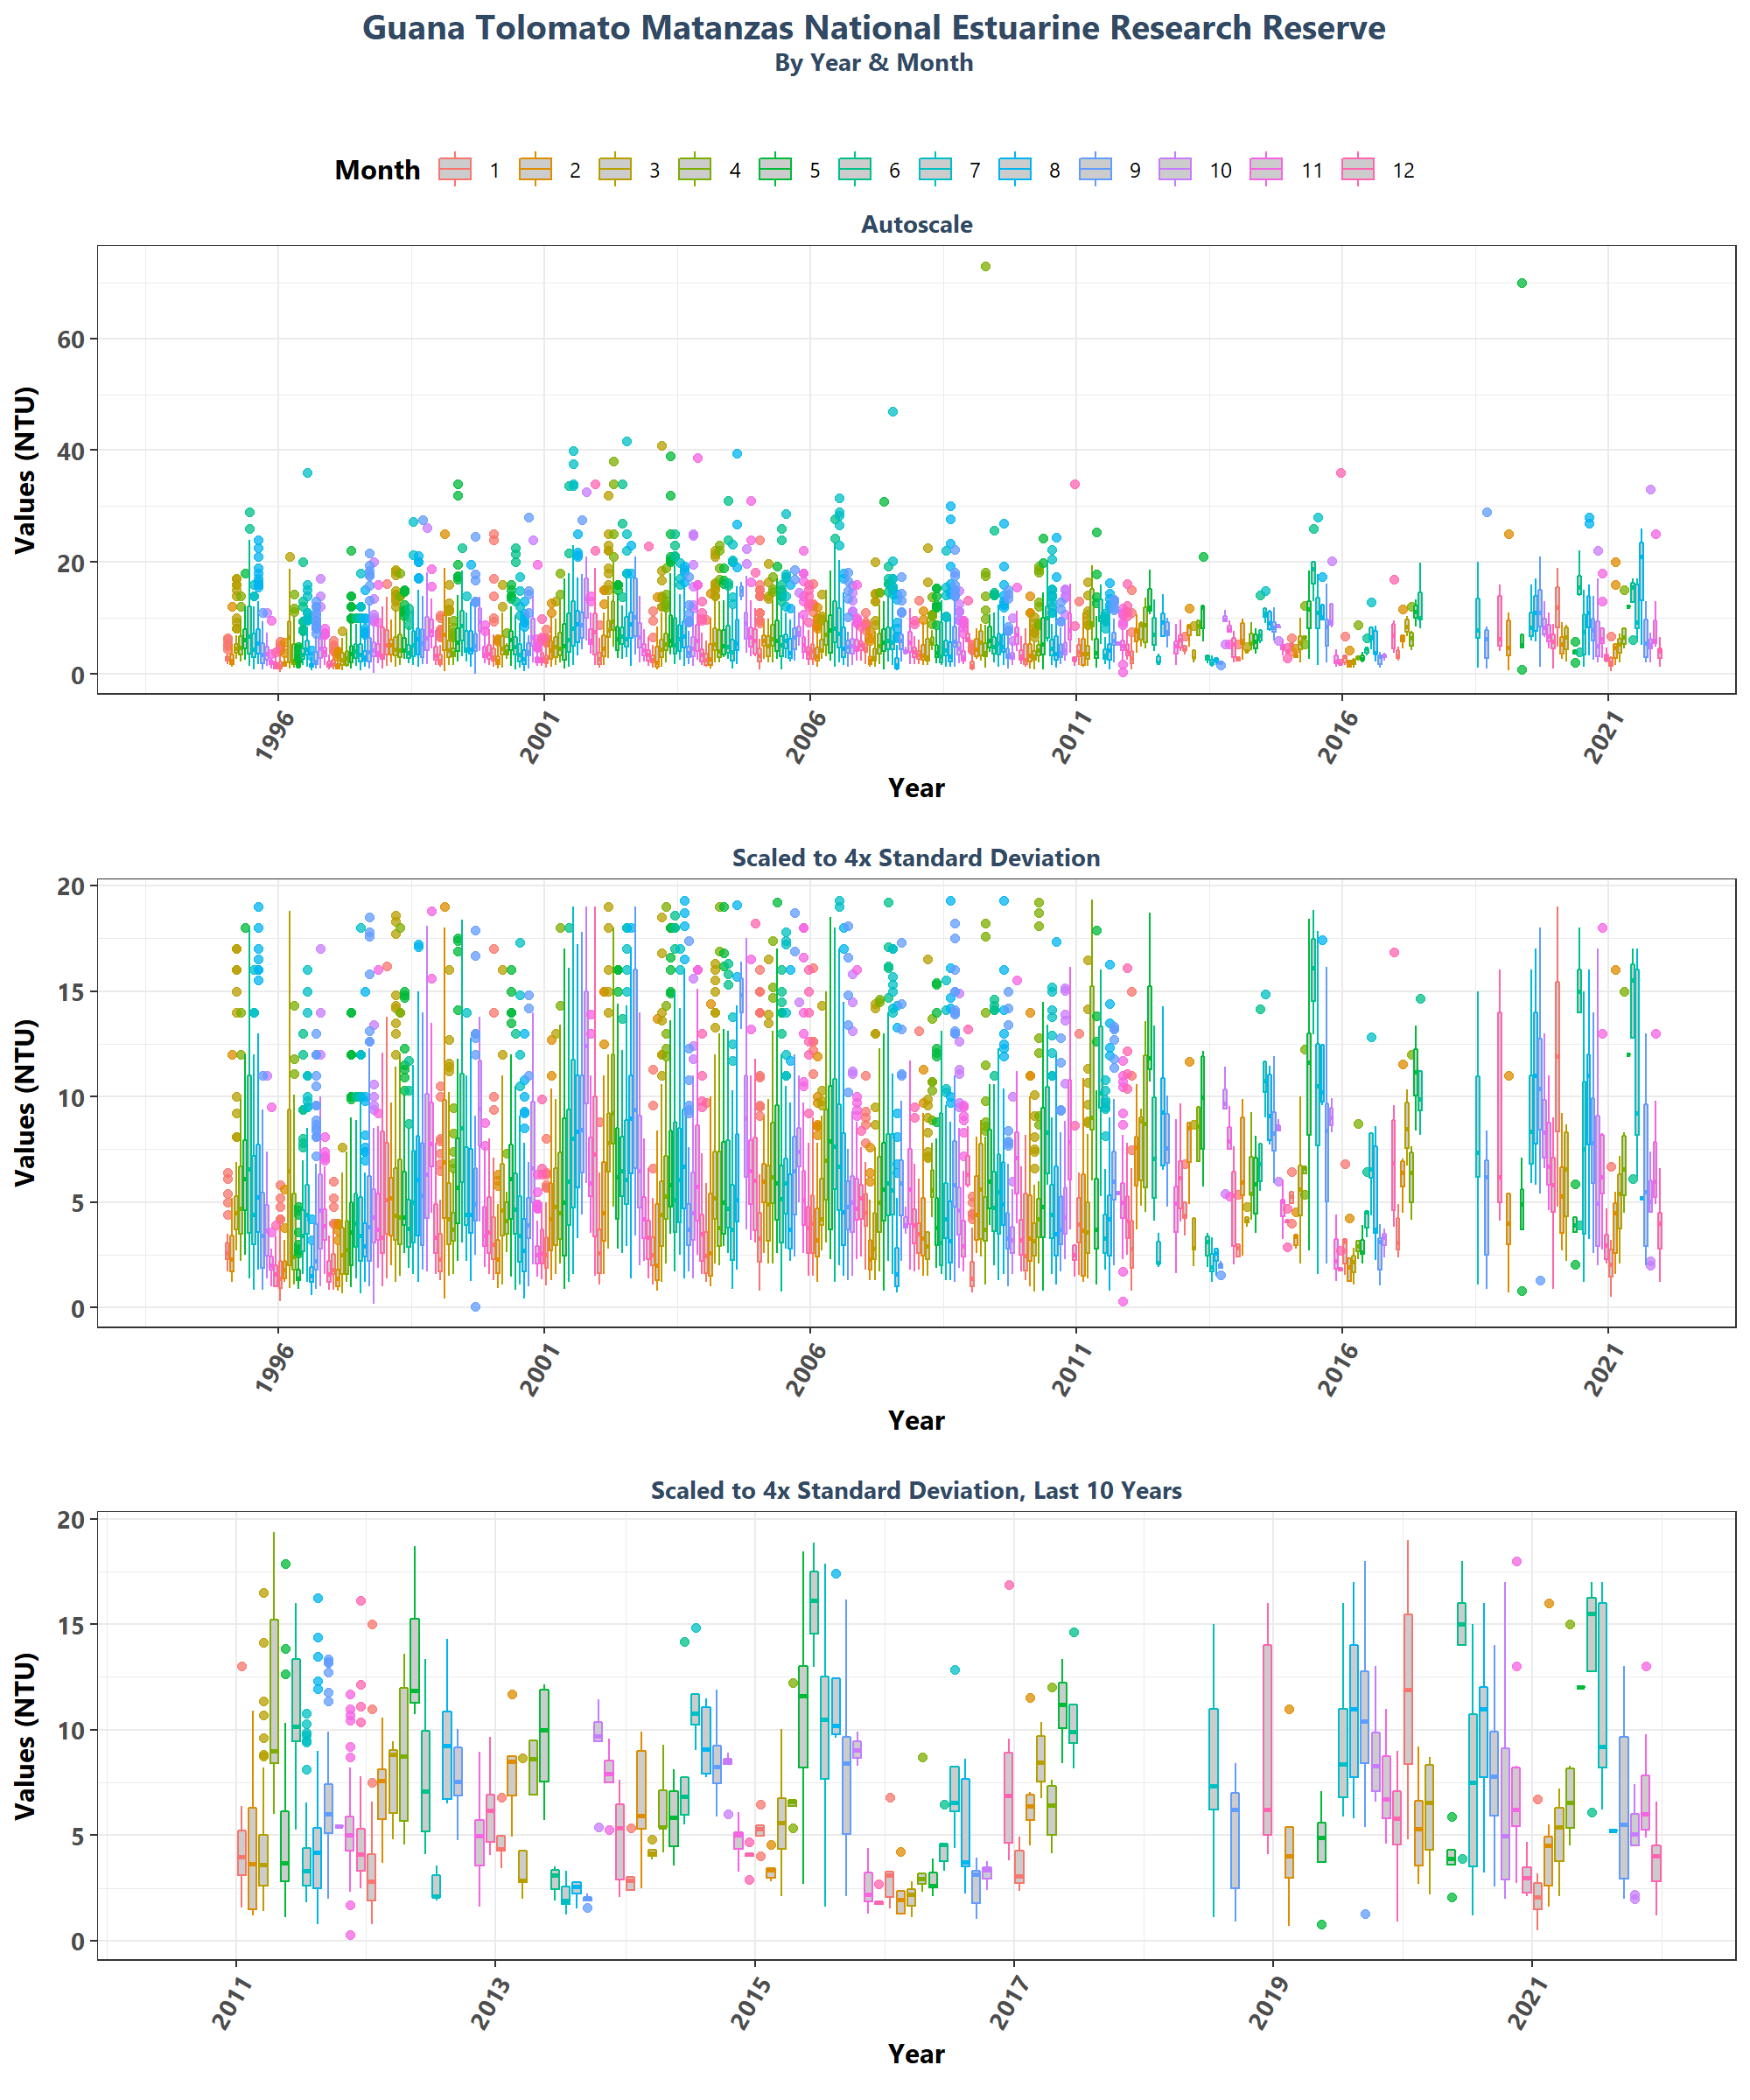 Guana Tolomato Matanzas National Estuarine Research Reserve
By Year & Month
Month 1 2 3 4 5 6 7 8 9 10 11 12
Autoscale
Values (NTU)
60
40
20
0
1996 2001 2006 2011 2016 2021
Year
Scaled to 4x Standard Deviation
Values (NTU)
20
15
10
5
0
1996 2001 2006 2011 2016 2021
Year
Scaled to 4x Standard Deviation, Last 10 Years
Values (NTU)
20
15
10
5
0
2011 2013 2015 2017 2019 2021
Year